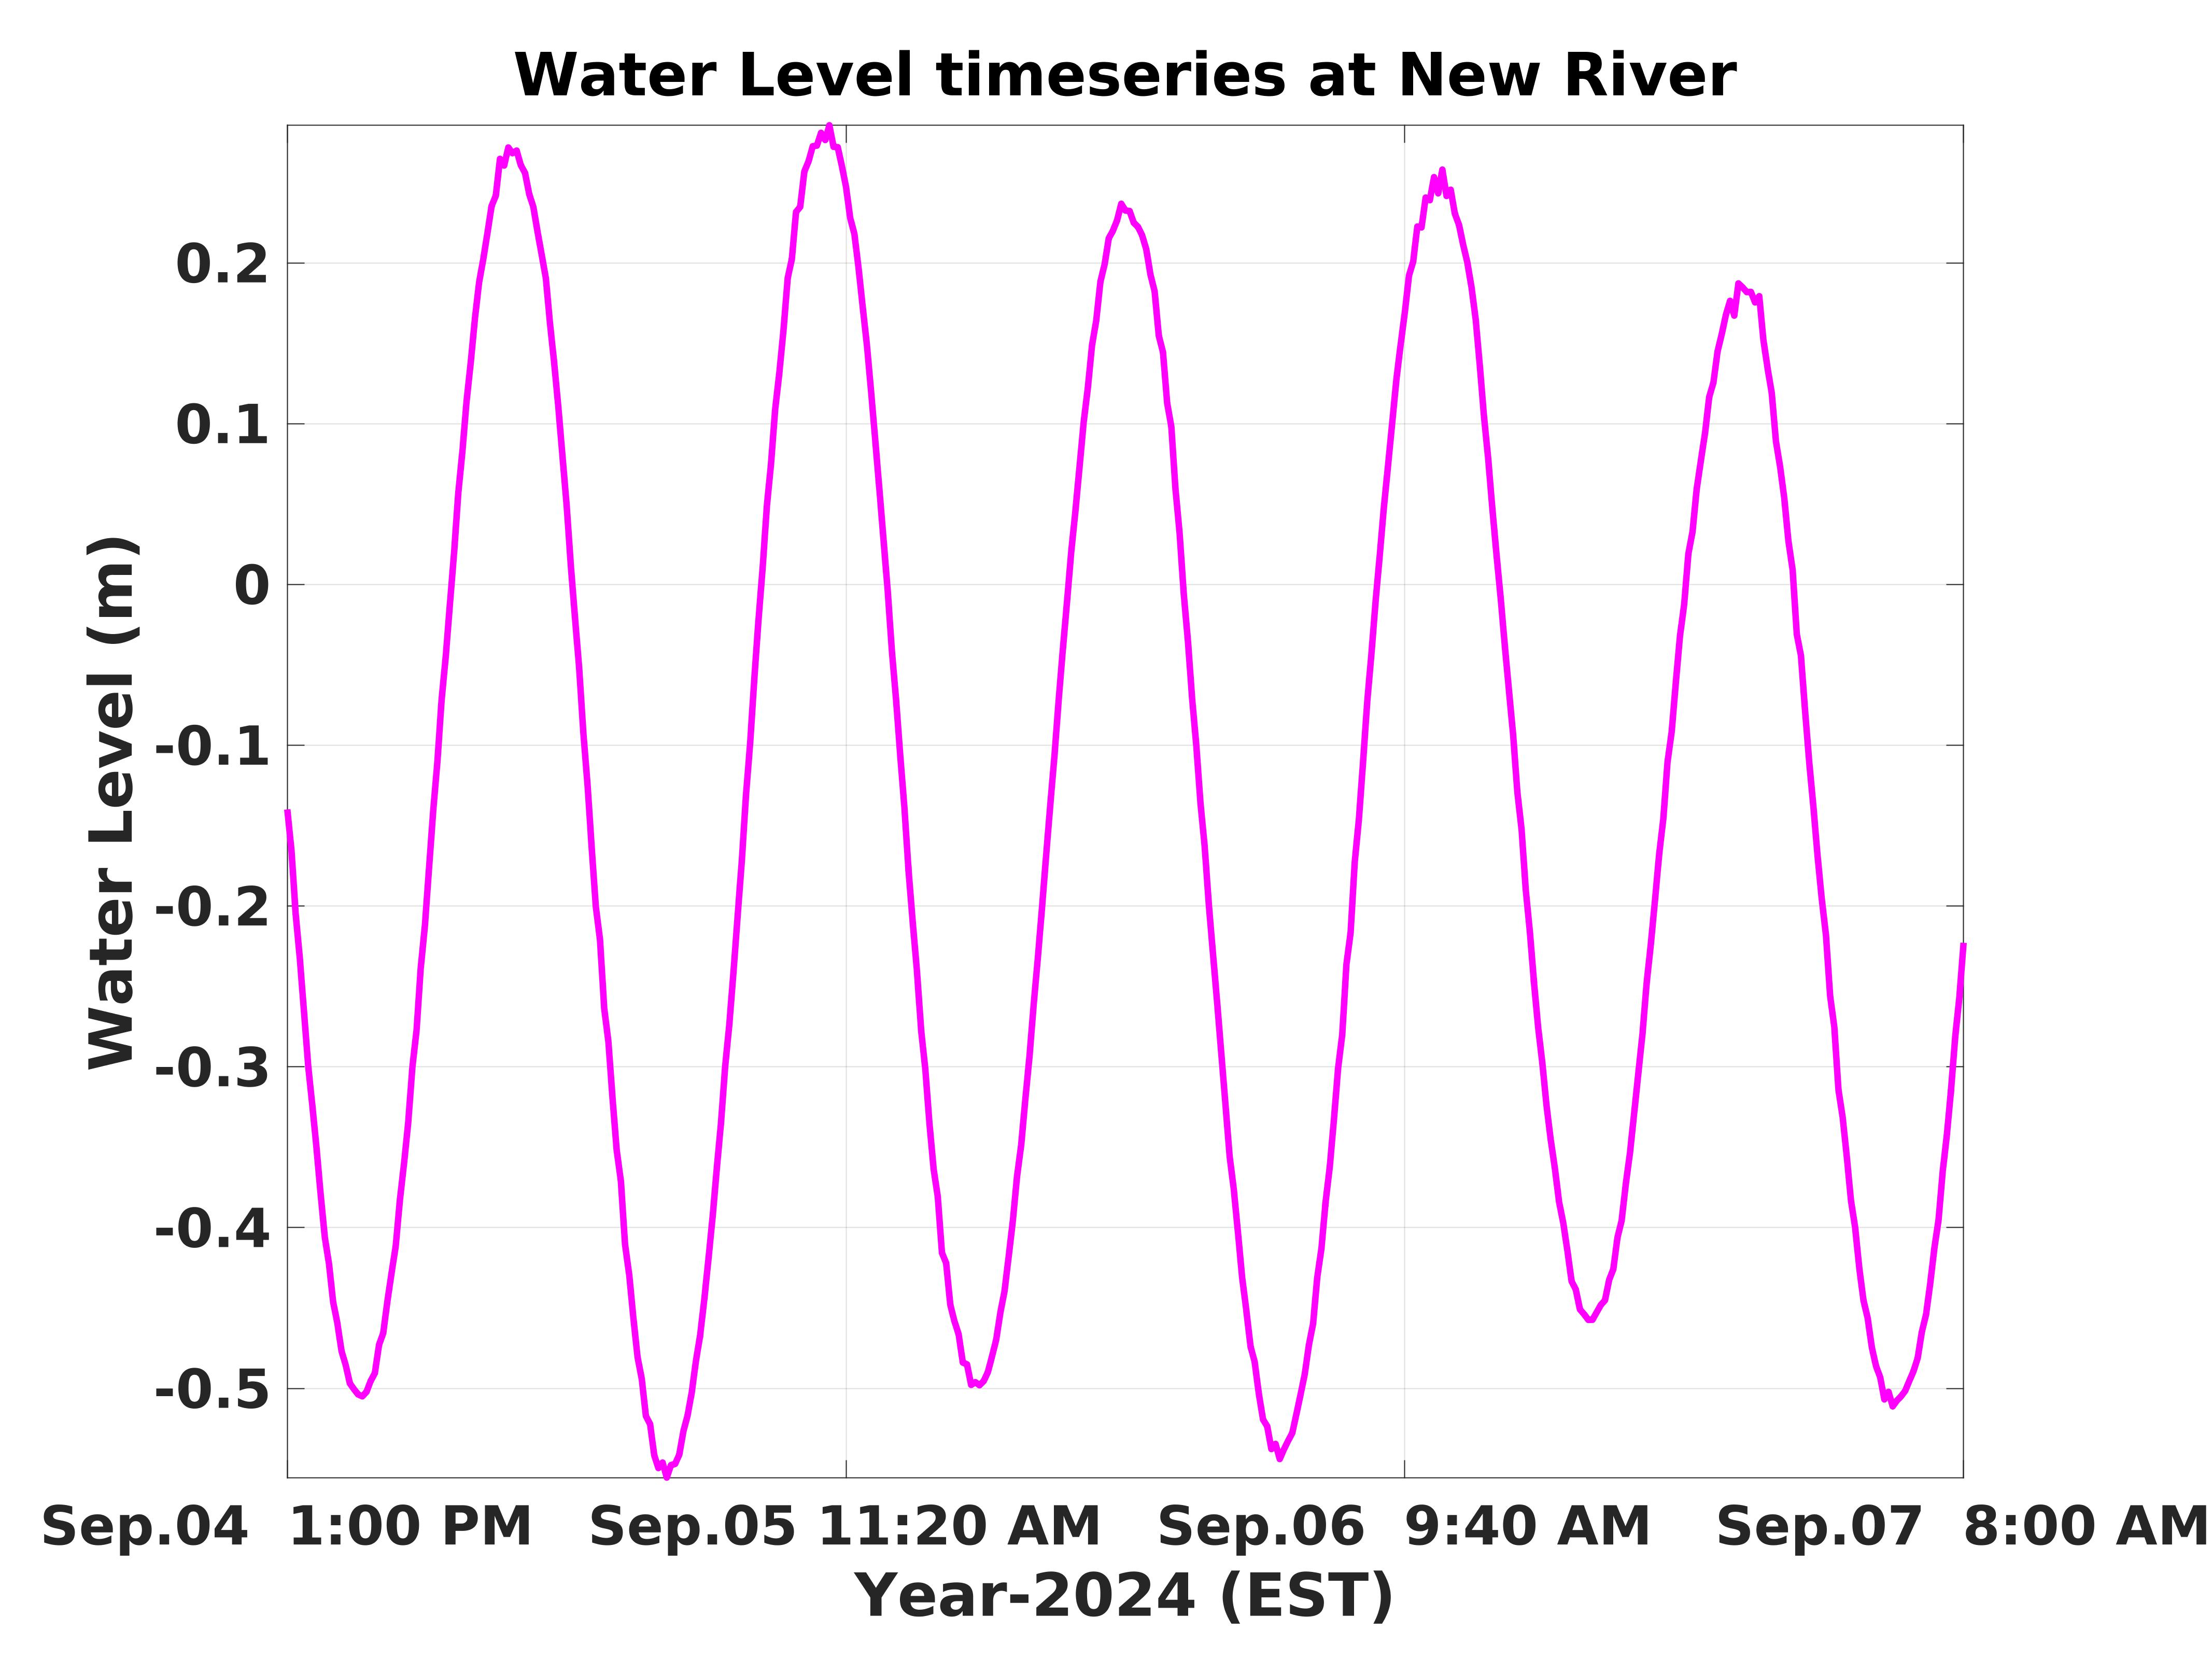 Water Level timeseries at New River
Water Level (m)
0.2
0.1
0
-0.1
-0.2
-0.3
-0.4
-0.5
Sep.04 1:00 PM
Sep.05 11:20 AM
Sep.06 9:40 AM
Sep.07 8:00 AM
Year-2024 (EST)